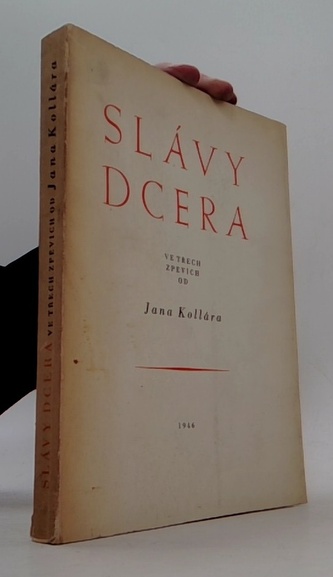 SLÁVY
DCERA
VE TŘECH
ZPĚVÍCH
OD
Jana Kollára
1946
SLÁVY DCERA VE TŘECH ZPĚVÍCH OD Jana Kollára